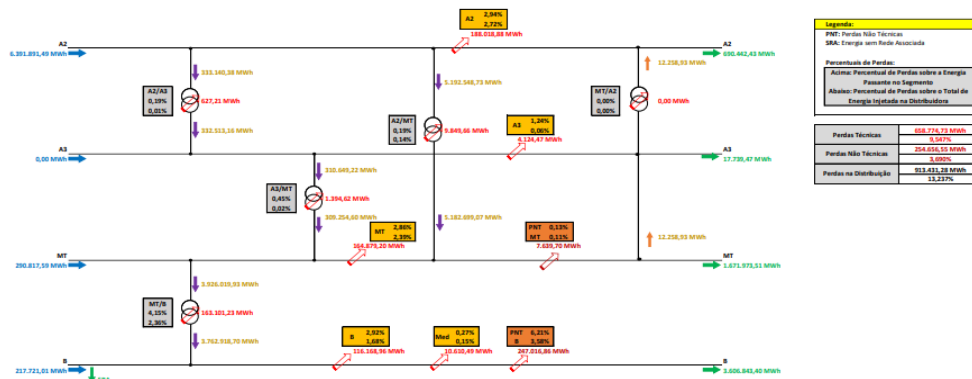 A2 2,94%
2,72%
188.018,88 MWh
A2
6.391.891,49 MWh
A2
690.442,43 MWh
333.140,38 MWh
5.192.548,73 MWh
12.258,93 MWh
A2/A3
0,19%
0,01%
627,21 MWh
A2/MT
0,19%
0,14%
9.849,66 MWh
MT/A2
0,00%
0,00%
0,00 MWh
332.513,16 MWh
A3 1,24%
0,06%
4.124,47 MWh
A3
0,00 MWh
A3
17.739,47 MWh
310.649,22 MWh
A3/MT
0,45%
0,02%
1.394,62 MWh
309.254,60 MWh
5.182.699,07 MWh
12.258,93 MWh
MT 2,86%
2,39%
164.879,20 MWh
PNT 0,13%
MT 0,11%
7.639,70 MWh
MT
290.817,59 MWh
MT
1.671.973,51 MWh
3.926.019,93 MWh
MT/B
4,15%
2,36%
163.101,23 MWh
3.762.918,70 MWh
B 2,92%
1,68%
116.168,96 MWh
Med 0,27%
0,15%
10.610,49 MWh
PNT 6,21%
B 3,58%
247.016,86 MWh
B
217.721,01 MWh
B
3.606.843,40 MWh
Legenda:
PNT: Perdas Não Técnicas
SRA: Energia sem Rede Associada
Percentuais de Perdas:
Acima: Percentual de Perdas sobre a Energia
Passante no Segmento
Abaixo: Percentual de Perdas sobre o Total de
Energia Injetada na Distribuidora
Perdas Técnicas 658.774,73 MWh
9,547%
Perdas Não Técnicas 254.656,55 MWh
3,690%
Perdas na Distribuição 913.431,28 MWh
13,237%